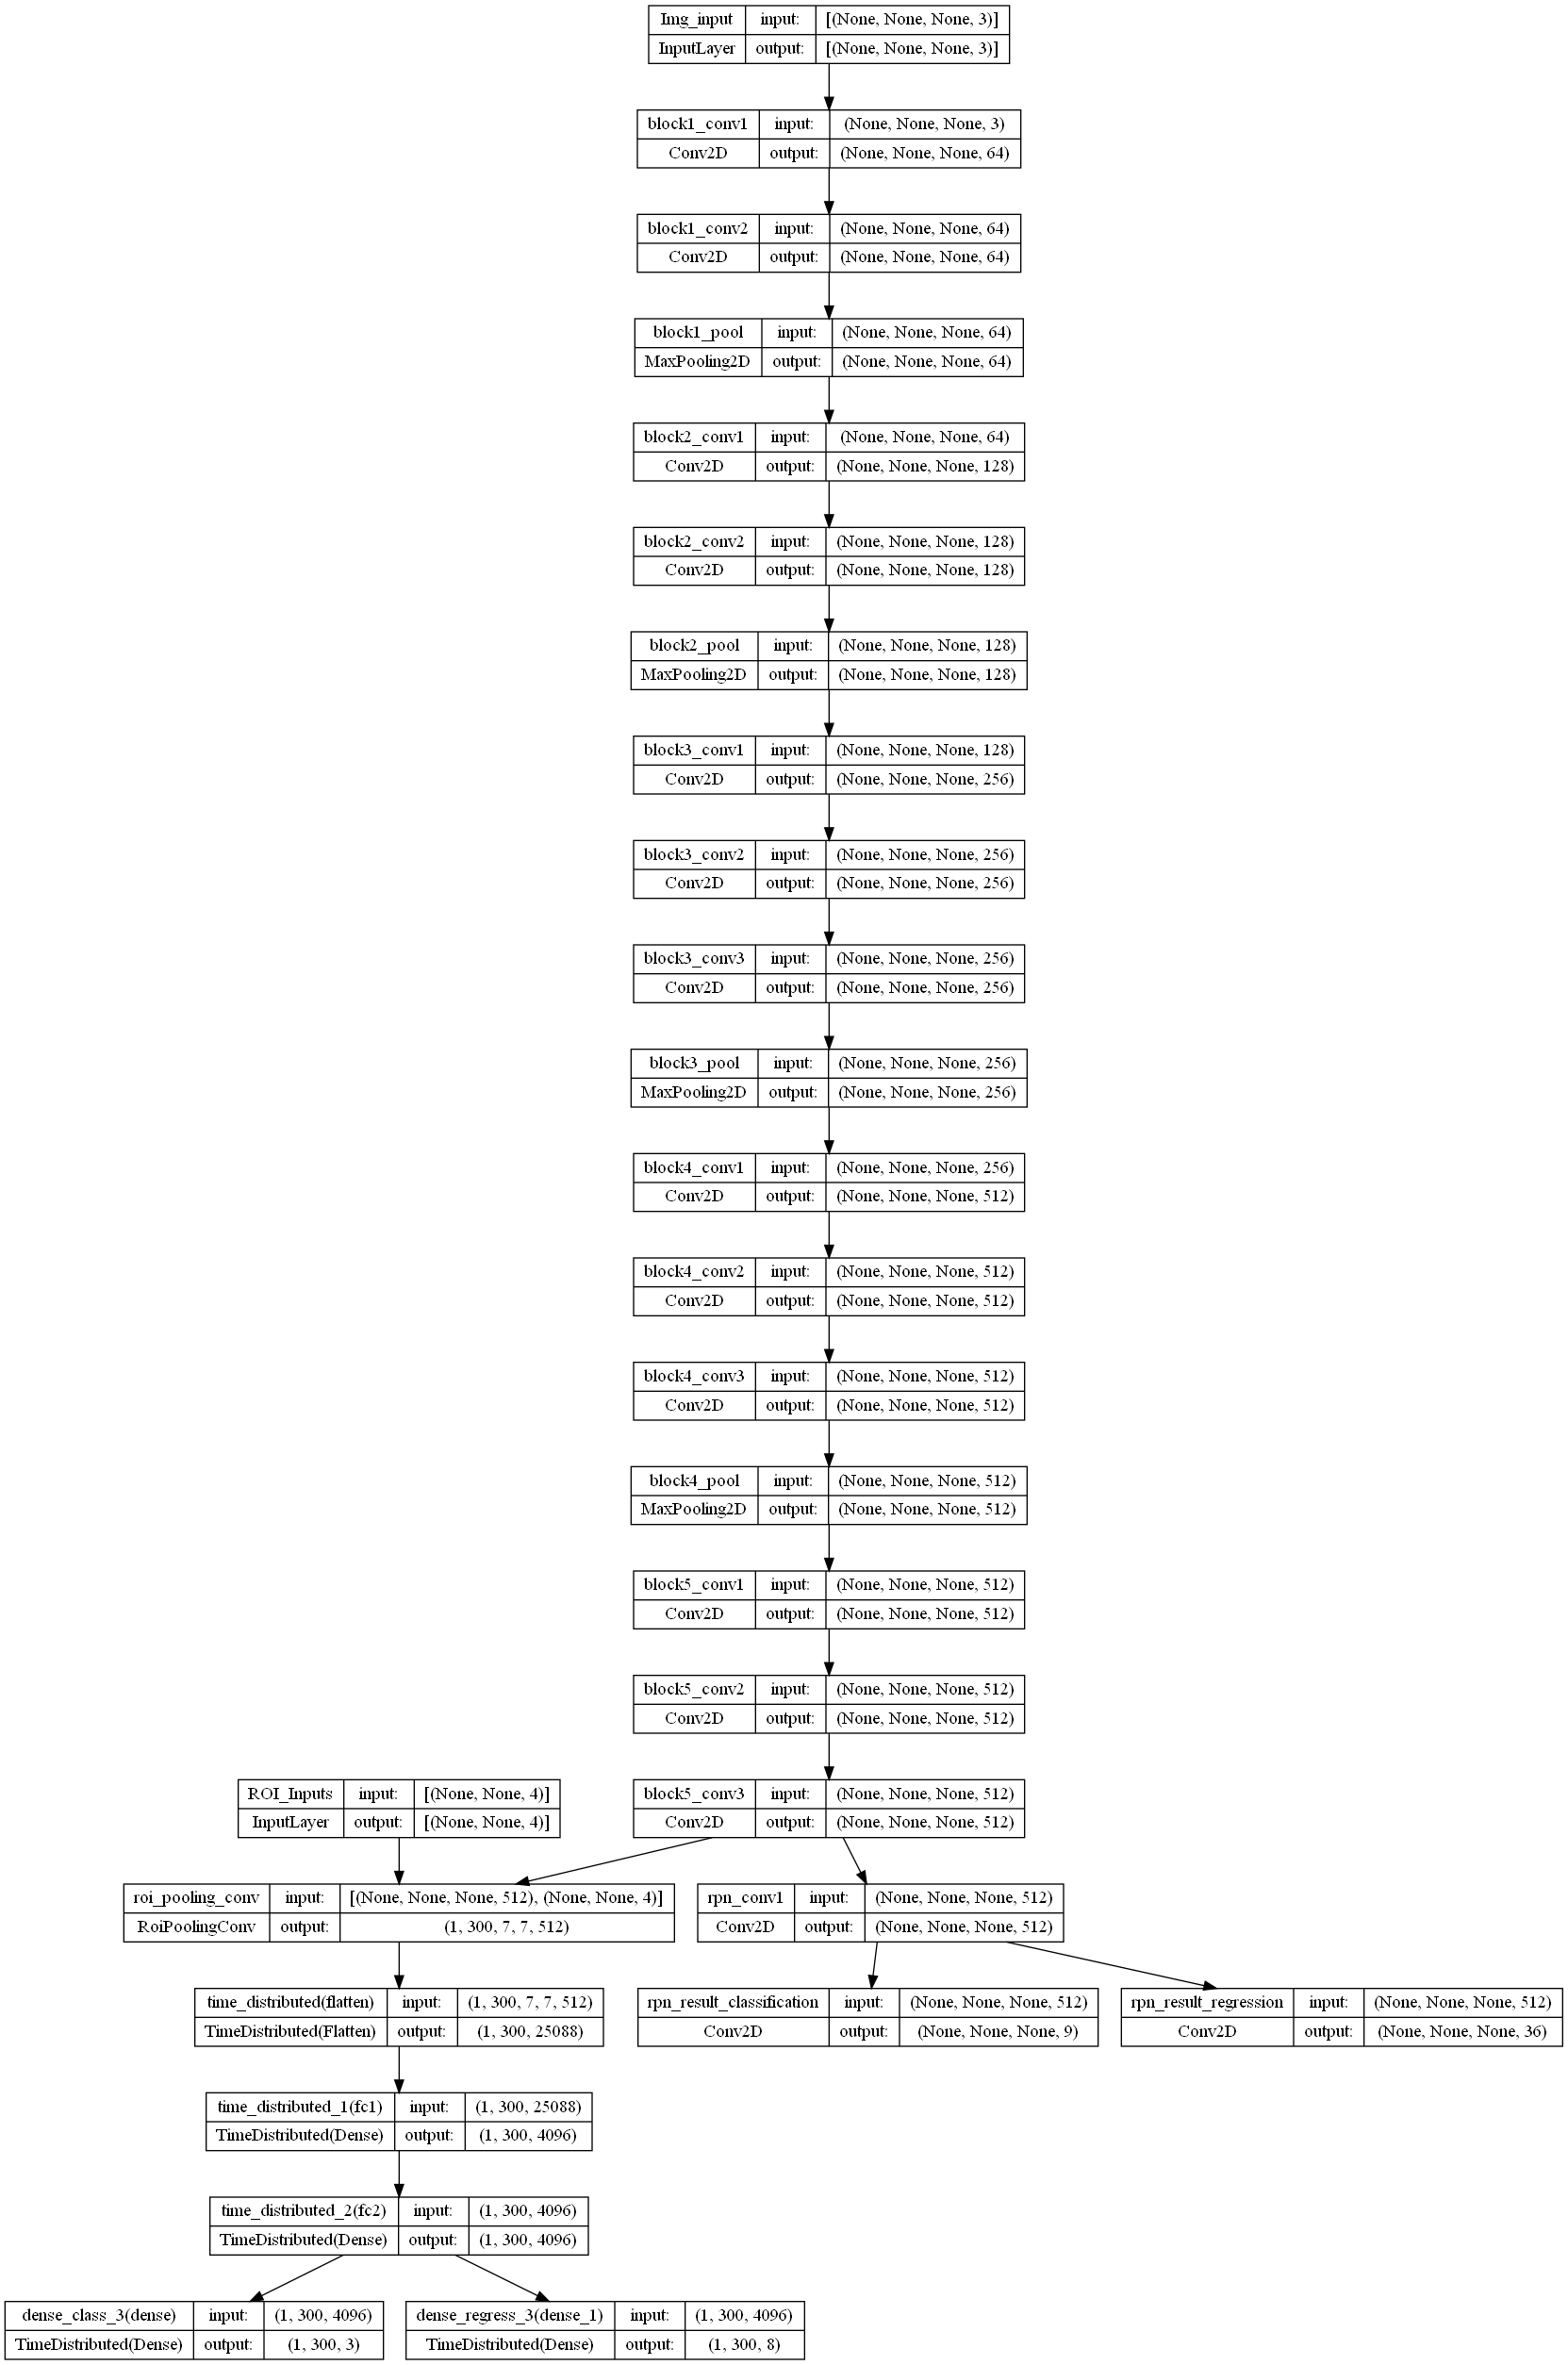 Img_input input: [(None, None, None, 3)]
InputLayer output: [(None, None, None, 3)]
block1_conv1 input: (None, None, None, 3)
Conv2D output: (None, None, None, 64)
block1_conv2 input: (None, None, None, 64)
Conv2D output: (None, None, None, 64)
block1_pool input: (None, None, None, 64)
MaxPooling2D output: (None, None, None, 64)
block2_conv1 input: (None, None, None, 64)
Conv2D output: (None, None, None, 128)
block2_conv2 input: (None, None, None, 128)
Conv2D output: (None, None, None, 128)
block2_pool input: (None, None, None, 128)
MaxPooling2D output: (None, None, None, 128)
block3_conv1 input: (None, None, None, 128)
Conv2D output: (None, None, None, 256)
block3_conv2 input: (None, None, None, 256)
Conv2D output: (None, None, None, 256)
block3_conv3 input: (None, None, None, 256)
Conv2D output: (None, None, None, 256)
block3_pool input: (None, None, None, 256)
MaxPooling2D output: (None, None, None, 256)
block4_conv1 input: (None, None, None, 256)
Conv2D output: (None, None, None, 512)
block4_conv2 input: (None, None, None, 512)
Conv2D output: (None, None, None, 512)
block4_conv3 input: (None, None, None, 512)
Conv2D output: (None, None, None, 512)
block4_pool input: (None, None, None, 512)
MaxPooling2D output: (None, None, None, 512)
block5_conv1 input: (None, None, None, 512)
Conv2D output: (None, None, None, 512)
block5_conv2 input: (None, None, None, 512)
Conv2D output: (None, None, None, 512)
ROI_Inputs input: [(None, None, 4)]
InputLayer output: [(None, None, 4)]
block5_conv3 input: (None, None, None, 512)
Conv2D output: (None, None, None, 512)
roi_pooling_conv input: [(None, None, None, 512), (None, None, 4)]
RoiPoolingConv output: (1, 300, 7, 7, 512)
rpn_conv1 input: (None, None, None, 512)
Conv2D output: (None, None, None, 512)
time_distributed(flatten) input: (1, 300, 7, 7, 512)
TimeDistributed(Flatten) output: (1, 300, 25088)
rpn_result_classification input: (None, None, None, 512)
Conv2D output: (None, None, None, 9)
rpn_result_regression input: (None, None, None, 512)
Conv2D output: (None, None, None, 36)
time_distributed_1(fc1) input: (1, 300, 25088)
TimeDistributed(Dense) output: (1, 300, 4096)
time_distributed_2(fc2) input: (1, 300, 4096)
TimeDistributed(Dense) output: (1, 300, 4096)
dense_class_3(dense) input: (1, 300, 4096)
TimeDistributed(Dense) output: (1, 300, 3)
dense_regress_3(dense_1) input: (1, 300, 4096)
TimeDistributed(Dense) output: (1, 300, 8)